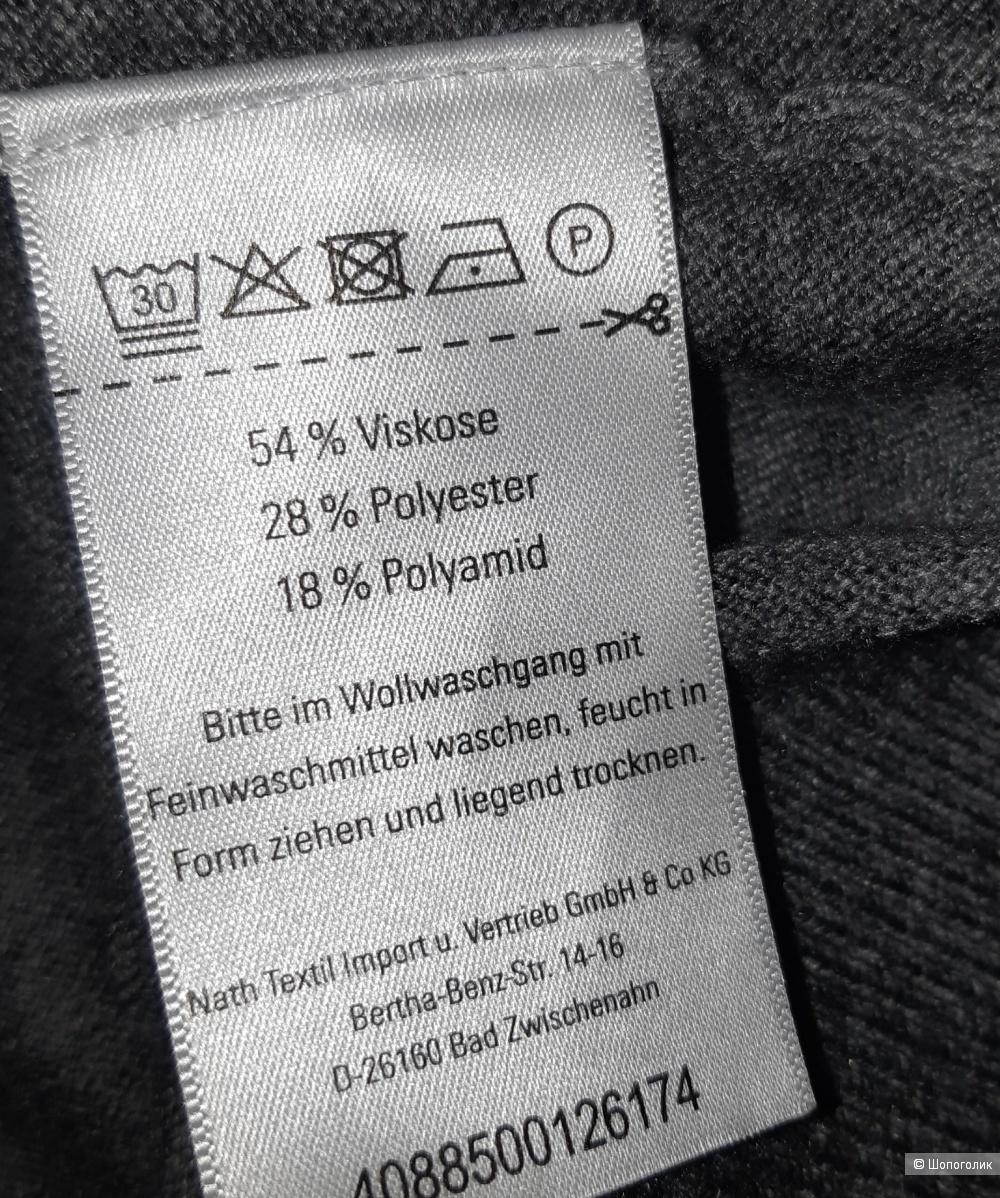 30
P
54 % Viskose
28 % Polyester
18 % Polyamid
Bitte im Wollwaschgang mit
Feinwaschmittel waschen, feucht in
Form ziehen und liegend trocknen.
Nath Textil Import u. Vertrieb GmbH & Co KG
Bertha-Benz-Str. 14-16
D-26160 Bad Zwischenahn
4088500126174
© Шопоголик